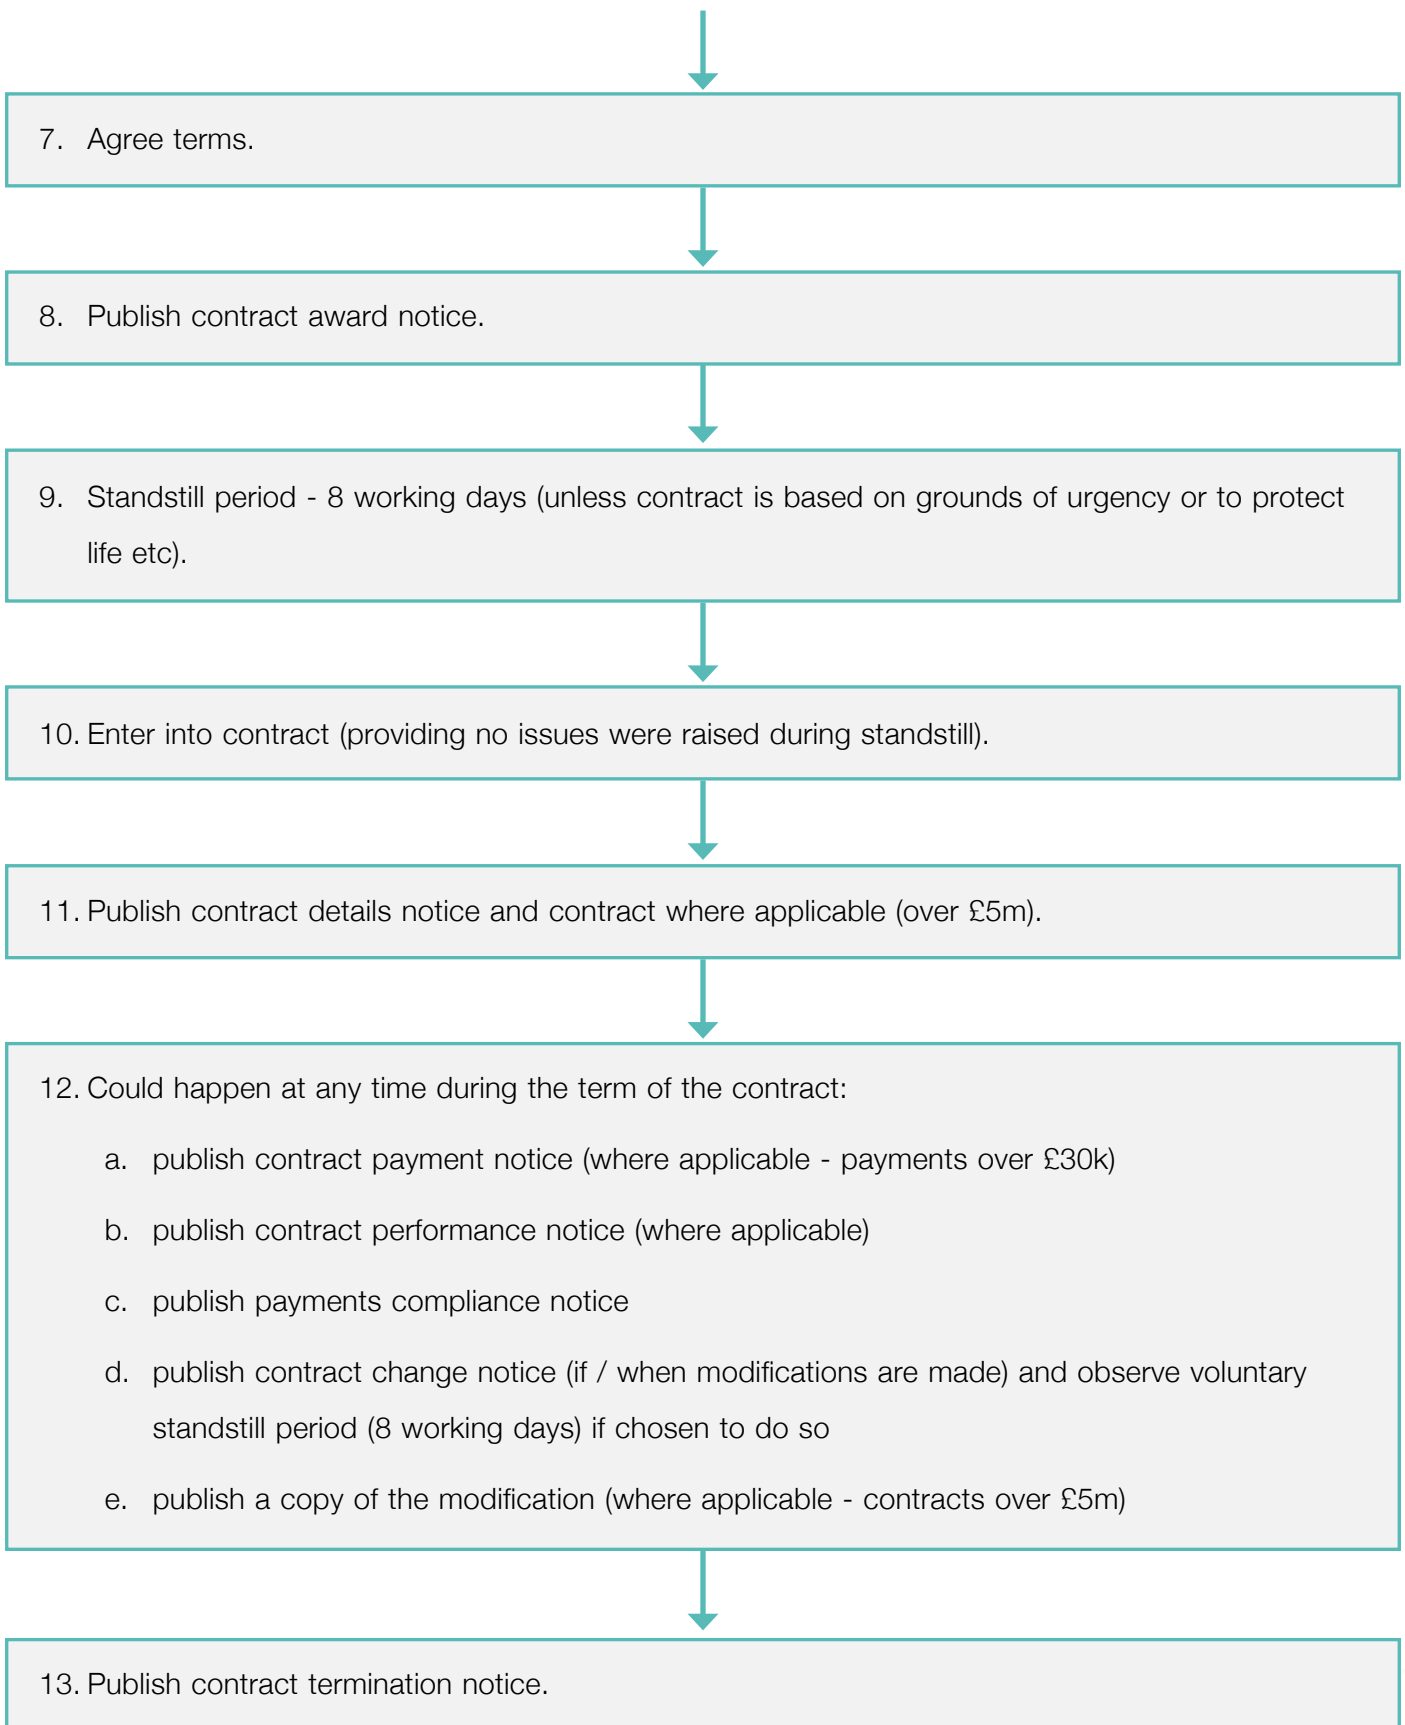 7. Agree terms.
8. Publish contract award notice.
9. Standstill period - 8 working days (unless contract is based on grounds of urgency or to protect
life etc).
10. Enter into contract (providing no issues were raised during standstill).
11. Publish contract details notice and contract where applicable (over £5m).
12. Could happen at any time during the term of the contract:
a. publish contract payment notice (where applicable - payments over £30k)
b. publish contract performance notice (where applicable)
c. publish payments compliance notice
d. publish contract change notice (if / when modifications are made) and observe voluntary
standstill period (8 working days) if chosen to do so
e. publish a copy of the modification (where applicable - contracts over £5m)
13. Publish contract termination notice.